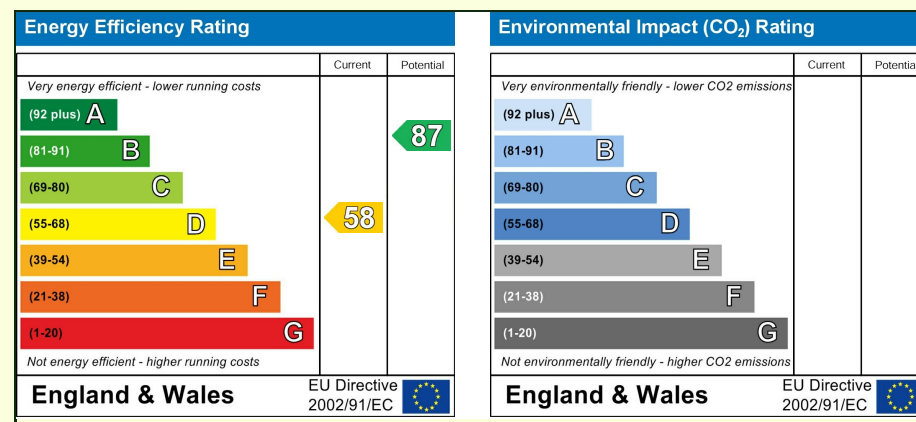 Energy Efficiency Rating
Current Potential
Very energy efficient - lower running costs
(92 plus) A
(81-91) B
(69-80) C
(55-68) D
(39-54) E
(21-38) F
(1-20) G
87
58
Not energy efficient - higher running costs
England & Wales
EU Directive
2002/91/EC
Environmental Impact (CO₂) Rating
Current Potentia
Very environmentally friendly - lower CO2 emissions
(92 plus) A
(81-91) B
(69-80) C
(55-68) D
(39-54) E
(21-38) F
(1-20) G
Not environmentally friendly - higher CO2 emissions
England & Wales
EU Directive
2002/91/EC